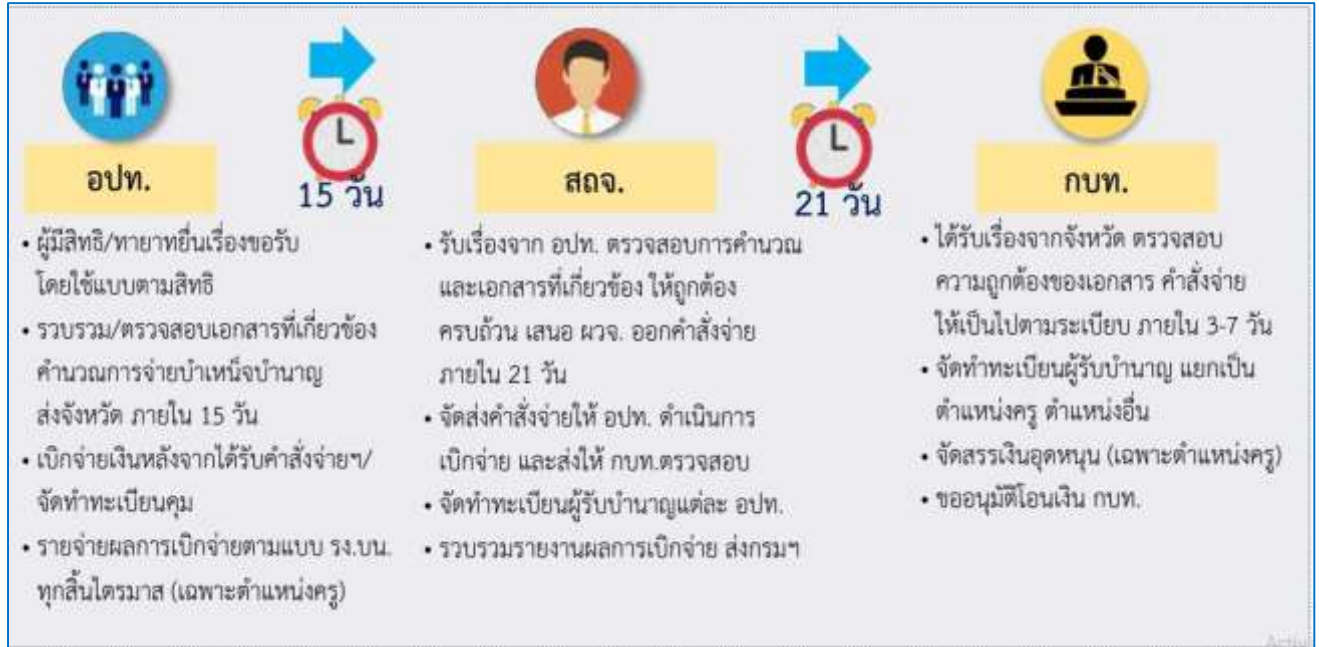 อปท.
15 วัน
สถจ.
21 วัน
กบท.
• ผู้มีสิทธิ/ทายาทยื่นเรื่องขอรับ
โดยใช้แบบตามสิทธิ
• รวบรวม/ตรวจสอบเอกสารที่เกี่ยวข้อง
คำนวณการจ่ายบำเหน็จบำนาญ
ส่งจังหวัด ภายใน 15 วัน
• เบิกจ่ายเงินหลังจากได้รับคำสั่งจ่ายฯ/
จัดทำทะเบียนคุม
• รายจ่ายผลการเบิกจ่ายตามแบบ รง.บน.
ทุกสิ้นไตรมาส (เฉพาะตำแหน่งครู)
• รับเรื่องจาก อปท. ตรวจสอบการคำนวณ
และเอกสารที่เกี่ยวข้อง ให้ถูกต้อง
ครบถ้วน เสนอ ผวจ. ออกคำสั่งจ่าย
ภายใน 21 วัน
• จัดส่งคำสั่งจ่ายให้ อปท. ดำเนินการ
เบิกจ่าย และส่งให้ กบท.ตรวจสอบ
• จัดทำทะเบียนผู้รับบำนาญแต่ละ อปท.
• รวบรวมรายงานผลการเบิกจ่าย ส่งกรมฯ
• ได้รับเรื่องจากจังหวัด ตรวจสอบ
ความถูกต้องของเอกสาร คำสั่งจ่าย
ให้เป็นไปตามระเบียบ ภายใน 3-7 วัน
• จัดทำทะเบียนผู้รับบำนาญ แยกเป็น
ตำแหน่งครู ตำแหน่งอื่น
• จัดสรรเงินอุดหนุน (เฉพาะตำแหน่งครู)
• ขออนุมัติโอนเงิน กบท.